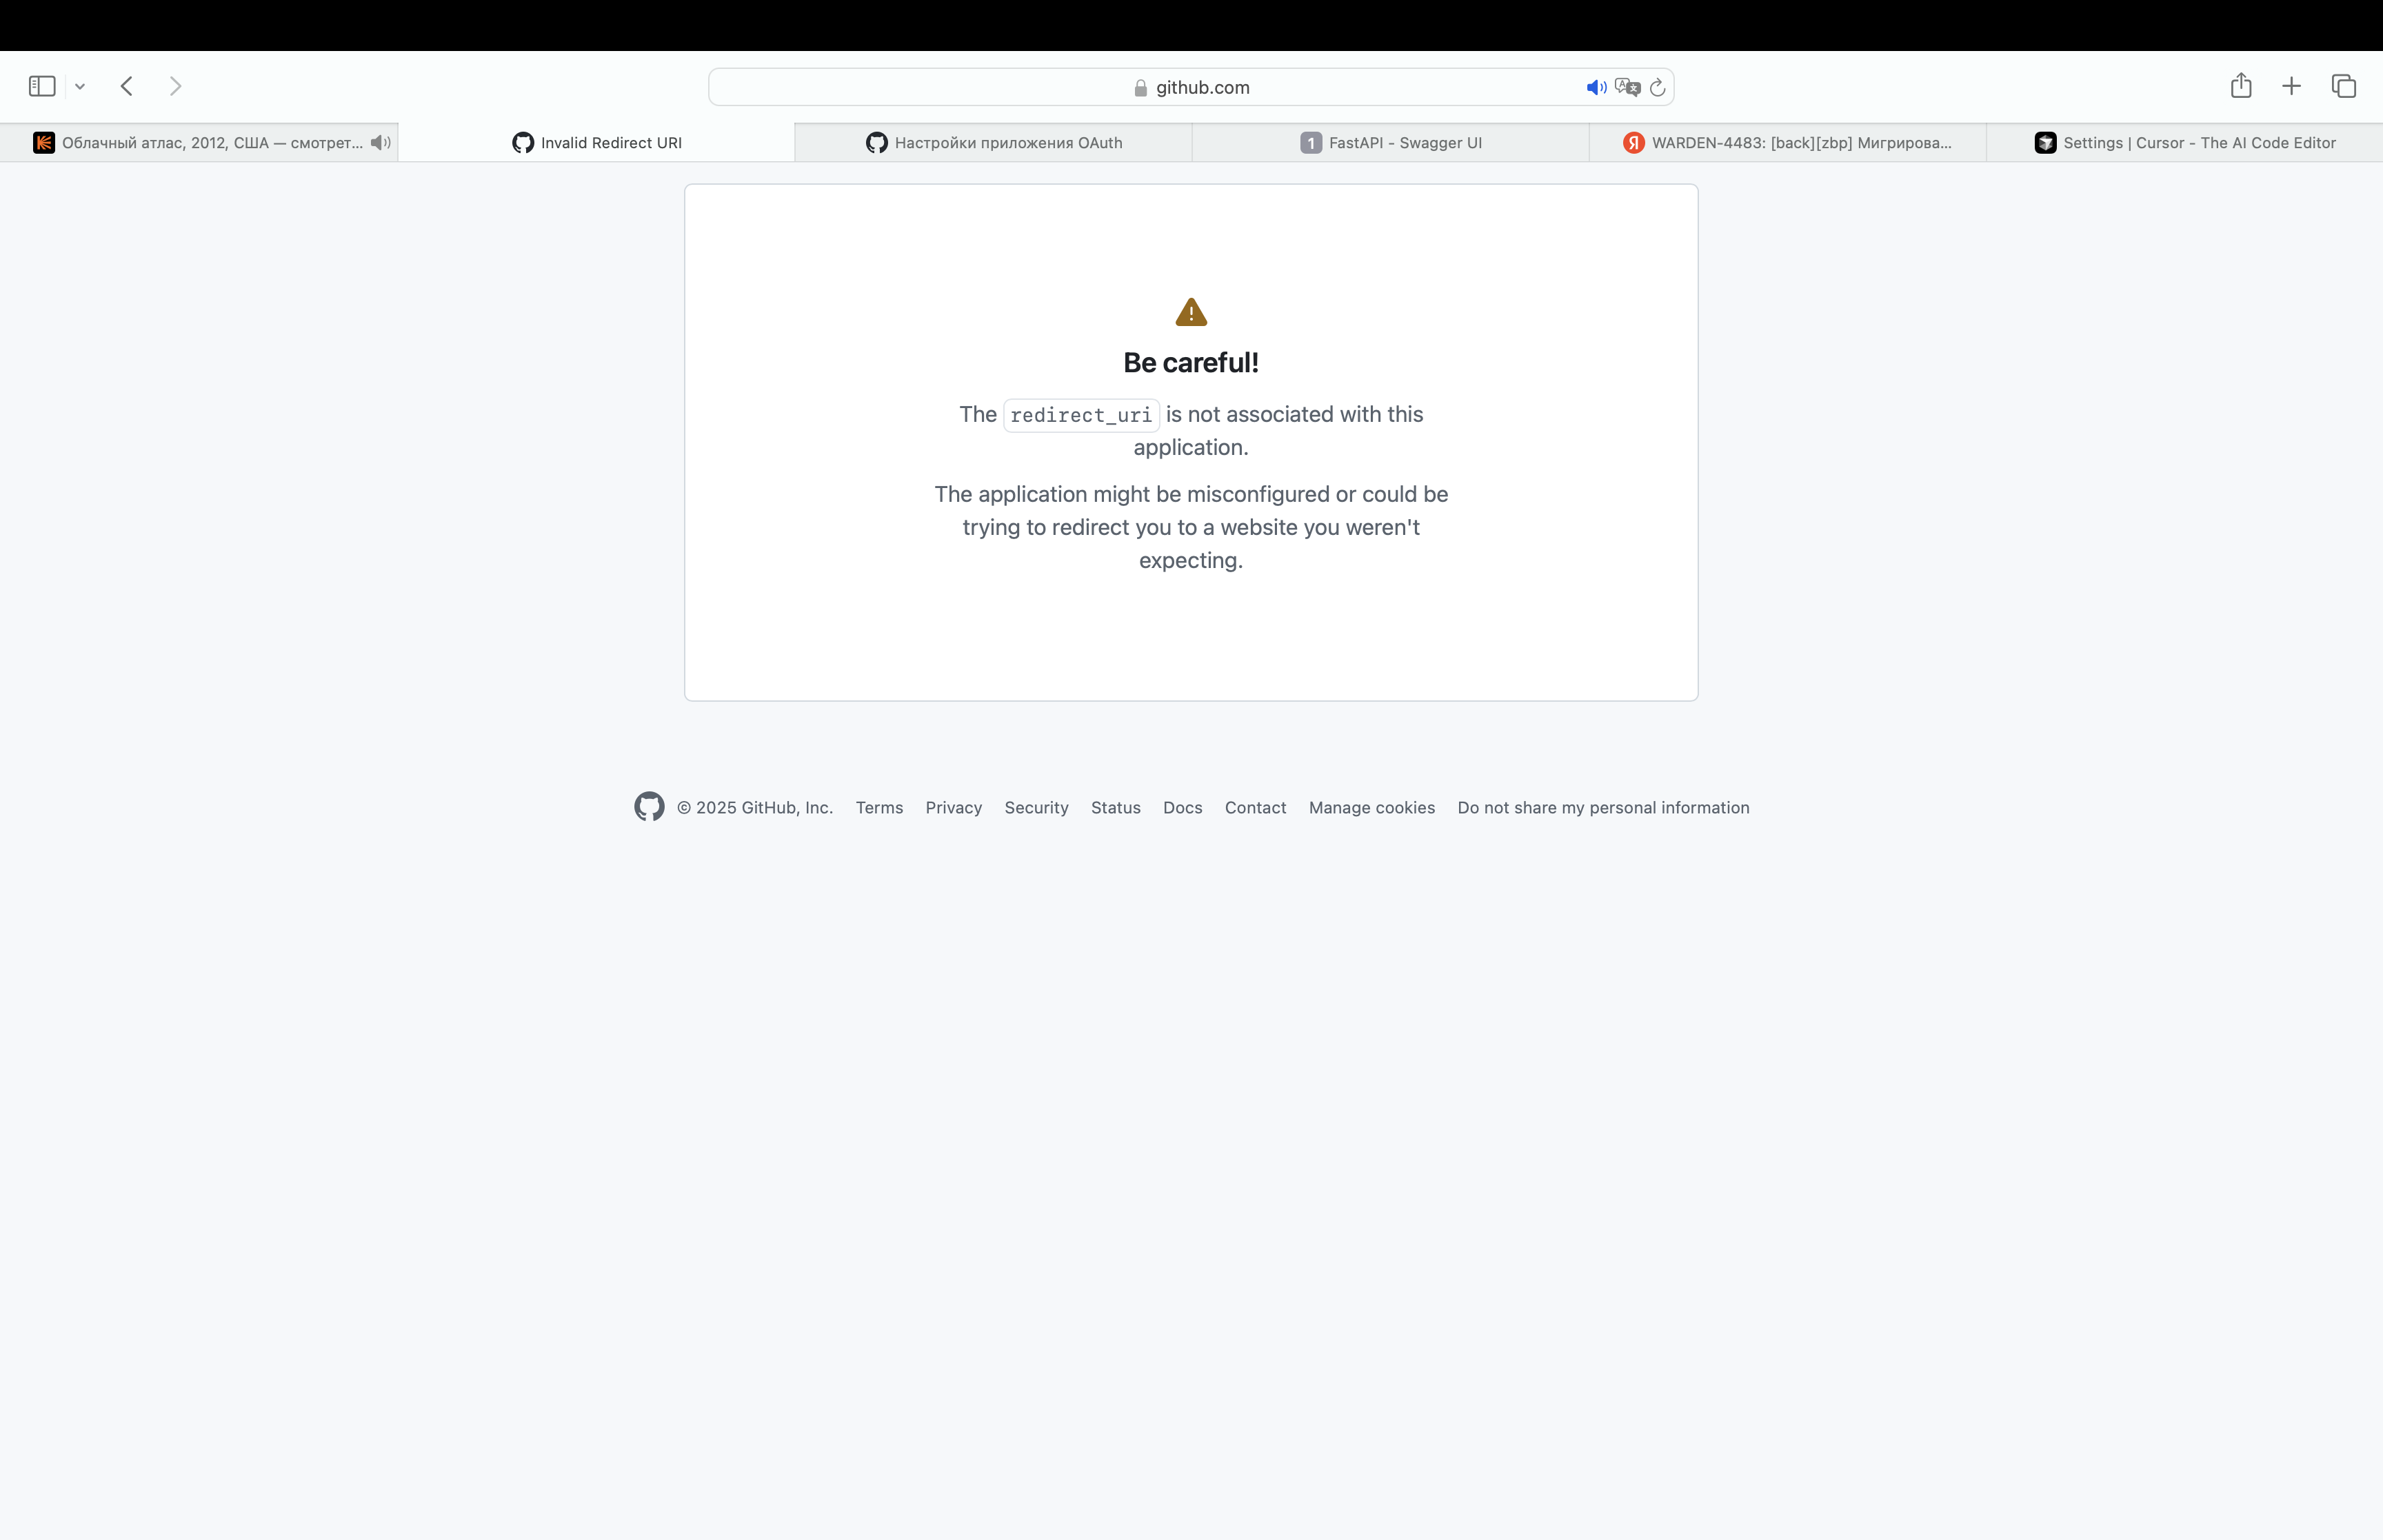 github.com
Облачный атлас, 2012, США — смотрет...
Invalid Redirect URI
Настройки приложения OAuth
1 FastAPI - Swagger UI
Я WARDEN-4483: [back][zbp] Мигрирова...
Settings | Cursor - The AI Code Editor
Be careful!
The redirect_uri is not associated with this
application.
The application might be misconfigured or could be
trying to redirect you to a website you weren't
expecting.
© 2025 GitHub, Inc. Terms Privacy Security Status Docs Contact Manage cookies Do not share my personal information